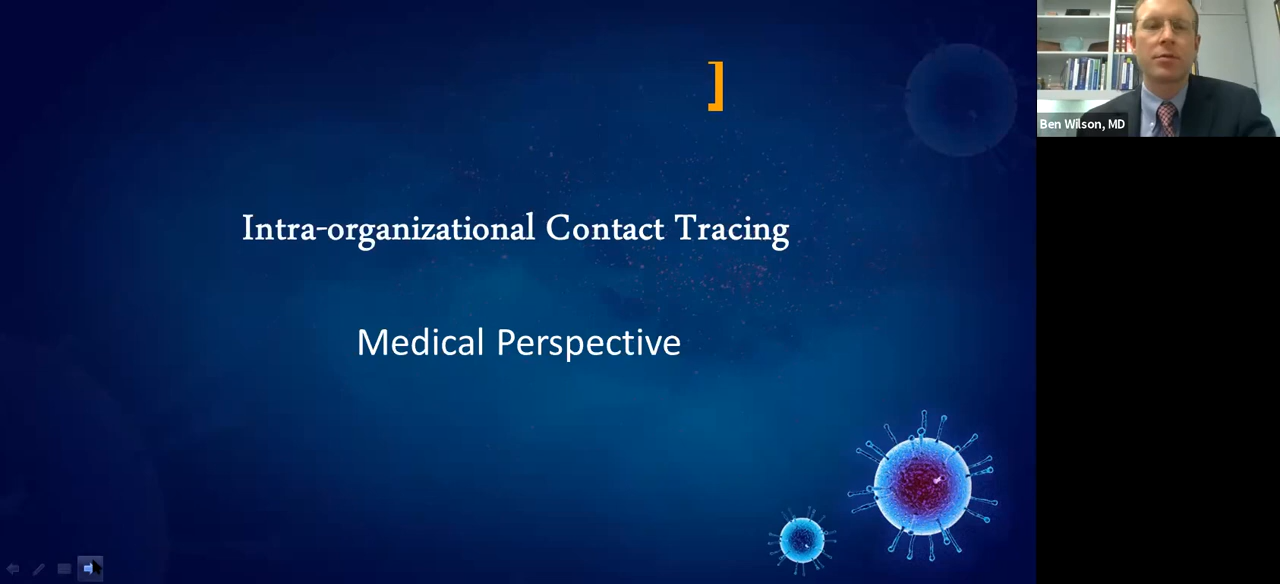 ]
Ben Wilson, MD
Intra-organizational Contact Tracing
Medical Perspective